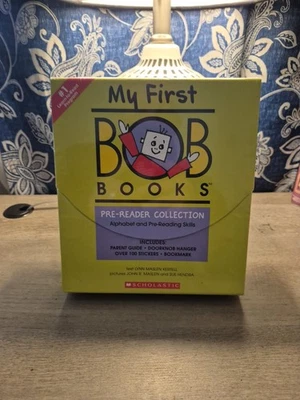 #1
My First
BOB
BOOKS™
PRE-READER COLLECTION
Alphabet and Pre-Reading Skills
INCLUDES:
PARENT GUIDE • DOORKNOB HANGER
OVER 100 STICKERS • BOOKMARK
SCHOLASTIC